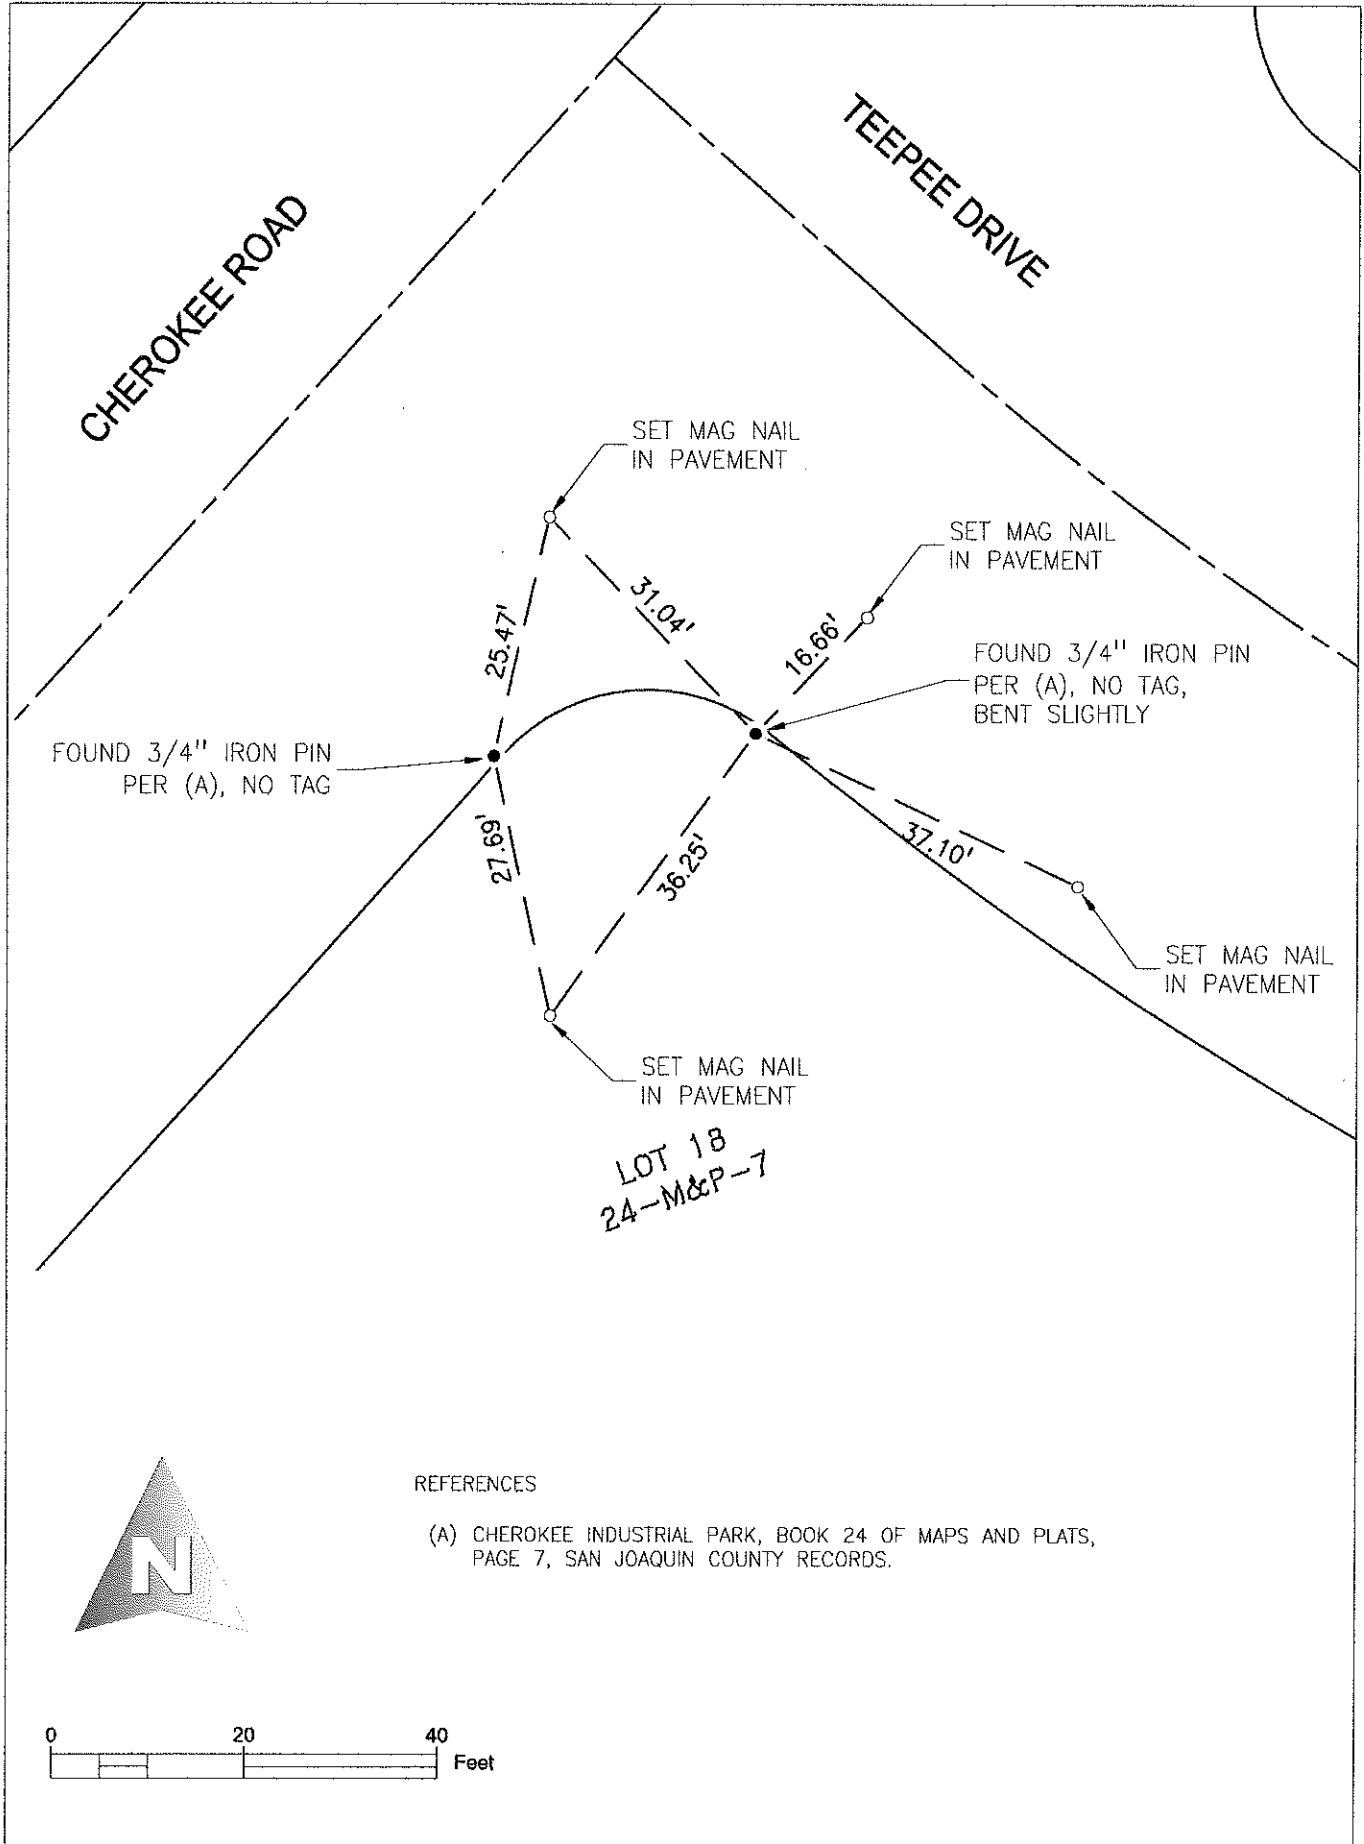 TEEPEE DRIVE
CHEROKEE ROAD
SET MAG NAIL
IN PAVEMENT
SET MAG NAIL
IN PAVEMENT
31.04'
25.47'
16.66'
FOUND 3/4" IRON PIN
PER (A), NO TAG,
BENT SLIGHTLY
FOUND 3/4" IRON PIN
PER (A), NO TAG
27.69'
36.25'
37.10'
SET MAG NAIL
IN PAVEMENT
SET MAG NAIL
IN PAVEMENT
LOT 18
24-M&P-7
N
REFERENCES
(A) CHEROKEE INDUSTRIAL PARK, BOOK 24 OF MAPS AND PLATS,
PAGE 7, SAN JOAQUIN COUNTY RECORDS.
0 20 40
Feet